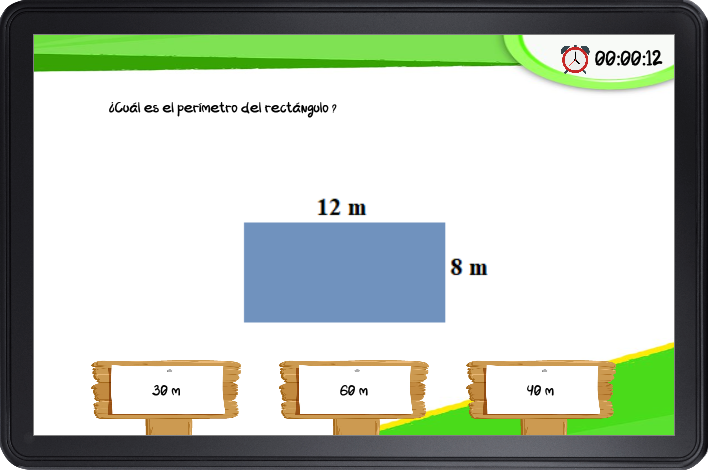 00:00:12
¿Cuál es el perímetro del rectángulo ?
12 m
8 m
30 m
60 m
40 m